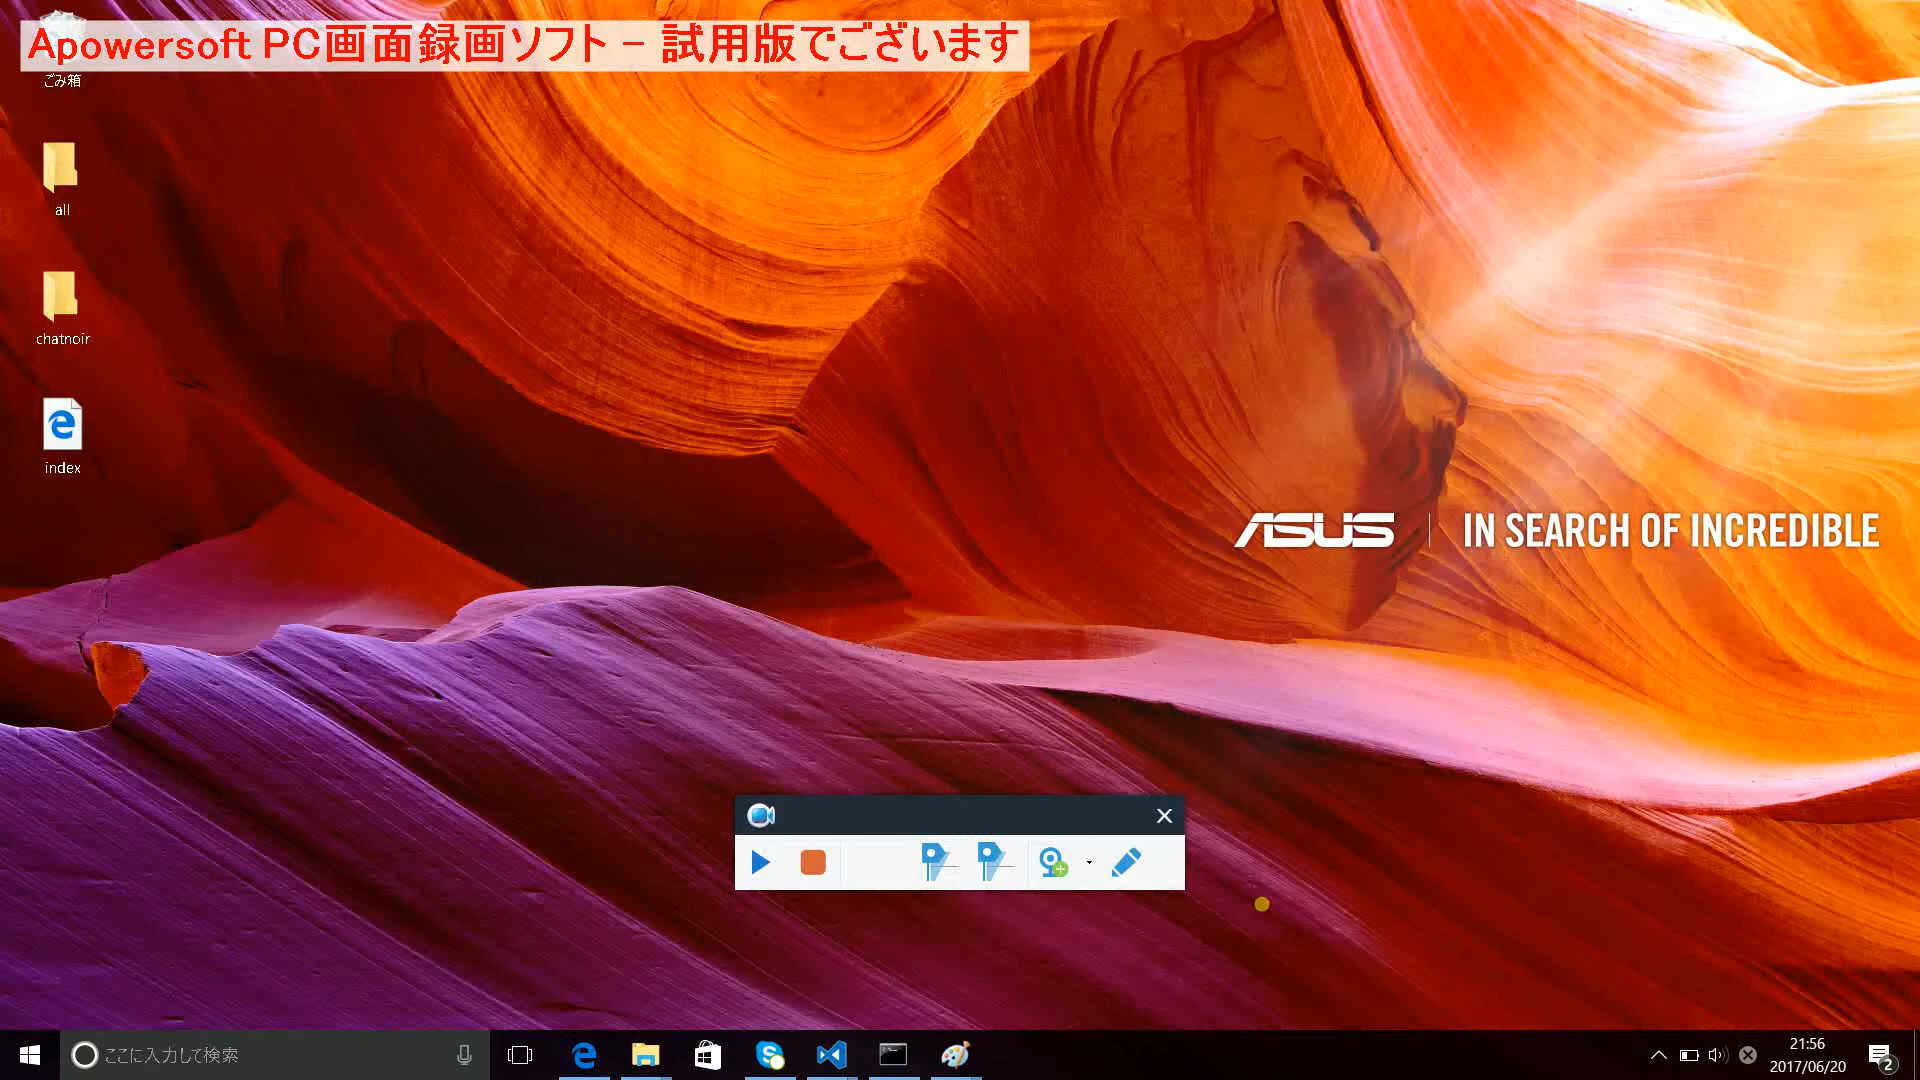 Apowersoft PC画面録画ソフト - 試用版でございます
ごみ箱
all
chatnoir
index
ASUS | IN SEARCH OF INCREDIBLE
ここに入力して検索
21:56
2017/06/20
2